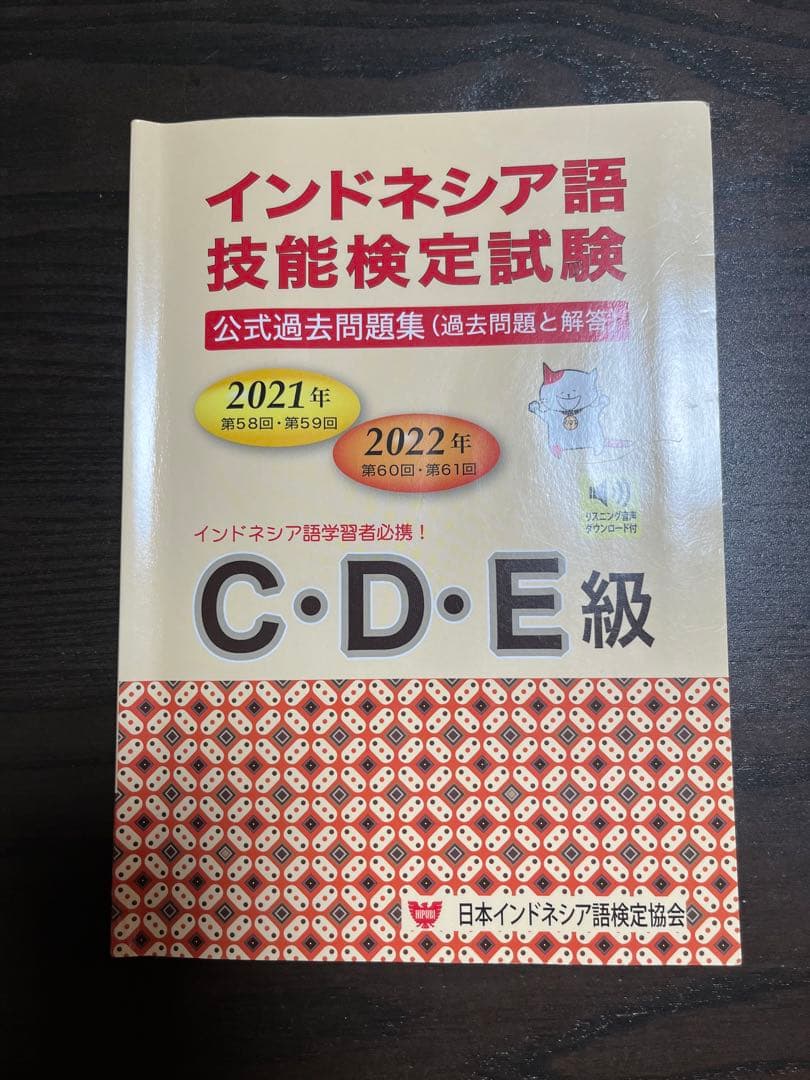 インドネシア語
技能検定試験
公式過去問題集(過去問題と解答)
2021年
第58回・第59回
2022年
第60回・第61回
リスニング音声
ダウンロード付
インドネシア語学習者必携!
C・D・E級
HIPUBI
日本インドネシア語検定協会